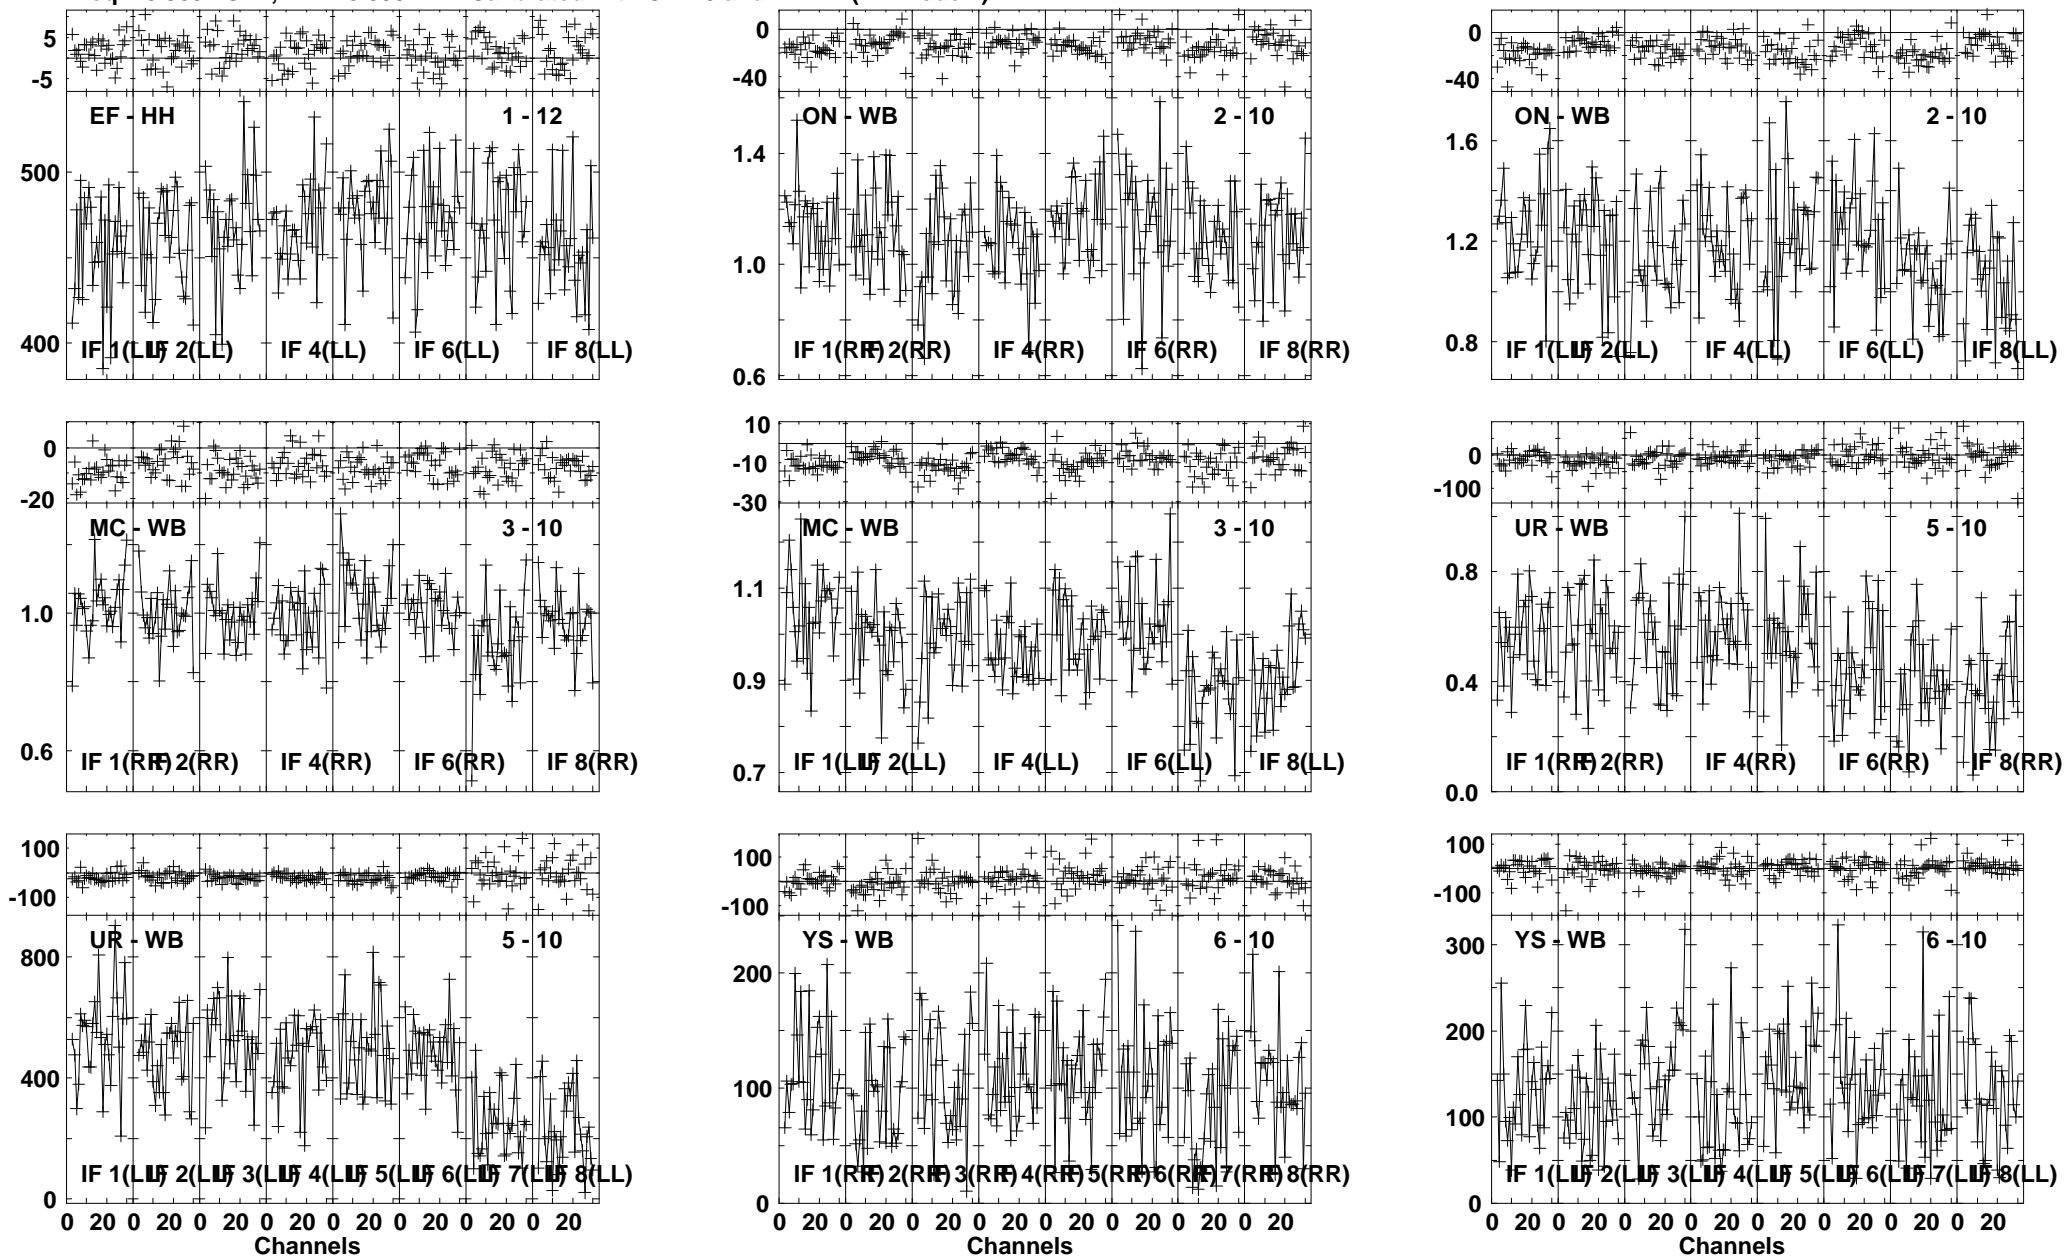 5
-5
EF - HH 1 - 12
500
400
IF 1(LL) IF 2(LL) IF 4(LL) IF 6(LL) IF 8(LL)
0
-40
ON - WB 2 - 10
1.4
1.0
0.6
IF 1(RR) IF 2(RR) IF 4(RR) IF 6(RR) IF 8(RR)
0
-40
ON - WB 2 - 10
1.6
1.2
0.8
IF 1(LL) IF 2(LL) IF 4(LL) IF 6(LL) IF 8(LL)
0
-20
MC - WB 3 - 10
1.0
0.6
IF 1(RR) IF 2(RR) IF 4(RR) IF 6(RR) IF 8(RR)
10
-10
-30
MC - WB 3 - 10
1.1
0.9
0.7
IF 1(LL) IF 2(LL) IF 4(LL) IF 6(LL) IF 8(LL)
0
-100
UR - WB 5 - 10
0.8
0.4
0.0
IF 1(RR) IF 2(RR) IF 4(RR) IF 6(RR) IF 8(RR)
100
-100
UR - WB 5 - 10
800
400
0
IF 1(LL) IF 2(LL) IF 3(LL) IF 4(LL) IF 5(LL) IF 6(LL) IF 7(LL) IF 8(LL)
0 20 0 20 0 20 0 20 0 20 0 20 0 20 0 20
Channels
100
-100
YS - WB 6 - 10
200
100
0
IF 1(RR) IF 2(RR) IF 3(RR) IF 4(RR) IF 5(RR) IF 6(RR) IF 7(RR) IF 8(RR)
0 20 0 20 0 20 0 20 0 20 0 20 0 20 0 20
Channels
100
-100
YS - WB 6 - 10
300
200
100
0
IF 1(LL) IF 2(LL) IF 3(LL) IF 4(LL) IF 5(LL) IF 6(LL) IF 7(LL) IF 8(LL)
0 20 0 20 0 20 0 20 0 20 0 20 0 20 0 20
Channels